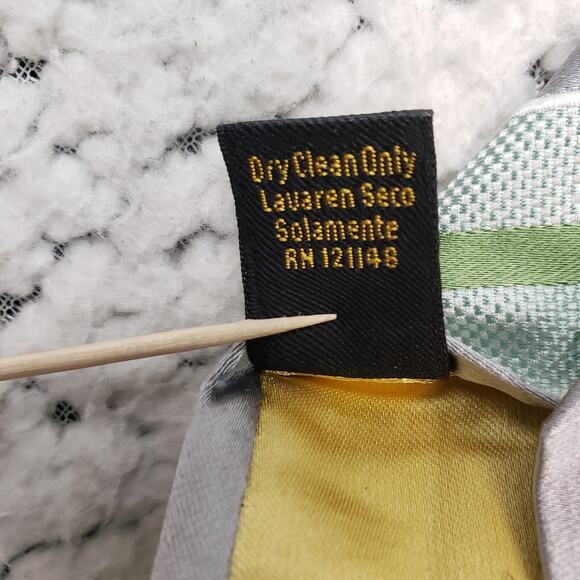 Dry Clean Only
Lavaren Seco
Solamente
RN 121148